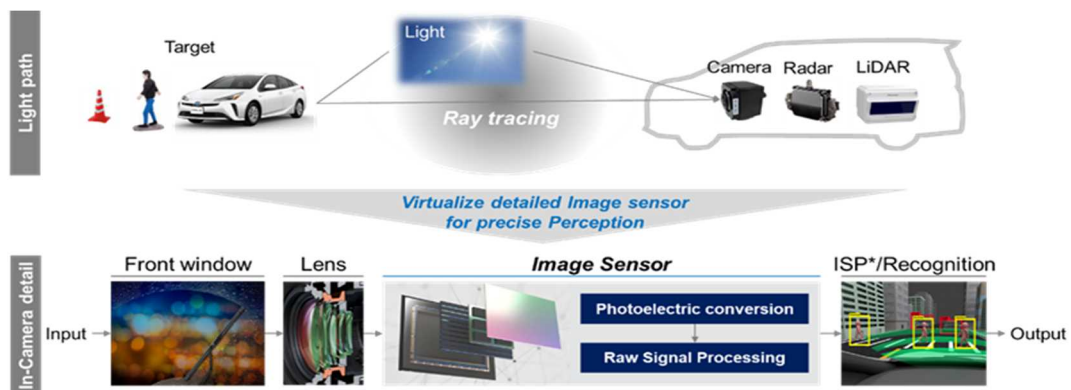 Light path
Target
Light
Camera
Radar
LiDAR
Ray tracing
Virtualize detailed Image sensor
for precise Perception
In-Camera detail
Front window
Lens
Image Sensor
ISP*/Recognition
Input
Photoelectric conversion
Raw Signal Processing
Output